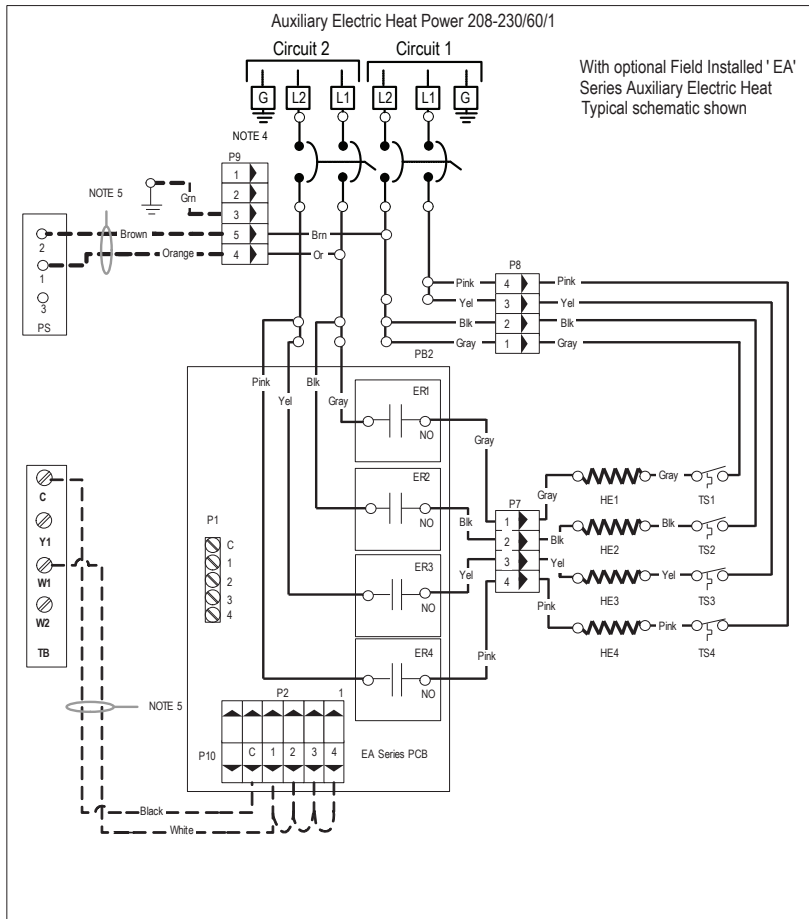 Auxiliary Electric Heat Power 208-230/60/1
Circuit 2 Circuit 1
With optional Field Installed ' EA'
Series Auxiliary Electric Heat
Typical schematic shown
G L2 L1 L2 L1 G
NOTE 4
P9
1
2
3
5
4
NOTE 5
Grn
Brown
Orange
Brn
Or
2
1
3
PS
P8
Pink 4 Pink
Yel 3 Yel
Blk 2 Blk
Gray 1 Gray
PB2
Pink
Yel
Blk
Gray
ER1
NO
Gray
ER2
NO
Blk
ER3
NO
Yel
ER4
NO
Pink
P7
1
2
3
4
Gray
Blk
Yel
Pink
HE1 Gray TS1
HE2 Blk TS2
HE3 Yel TS3
HE4 Pink TS4
C
Y1
W1
W2
TB
P1
C
1
2
3
4
NOTE 5
P2 1
P10 C 1 2 3 4
EA Series PCB
Black
White